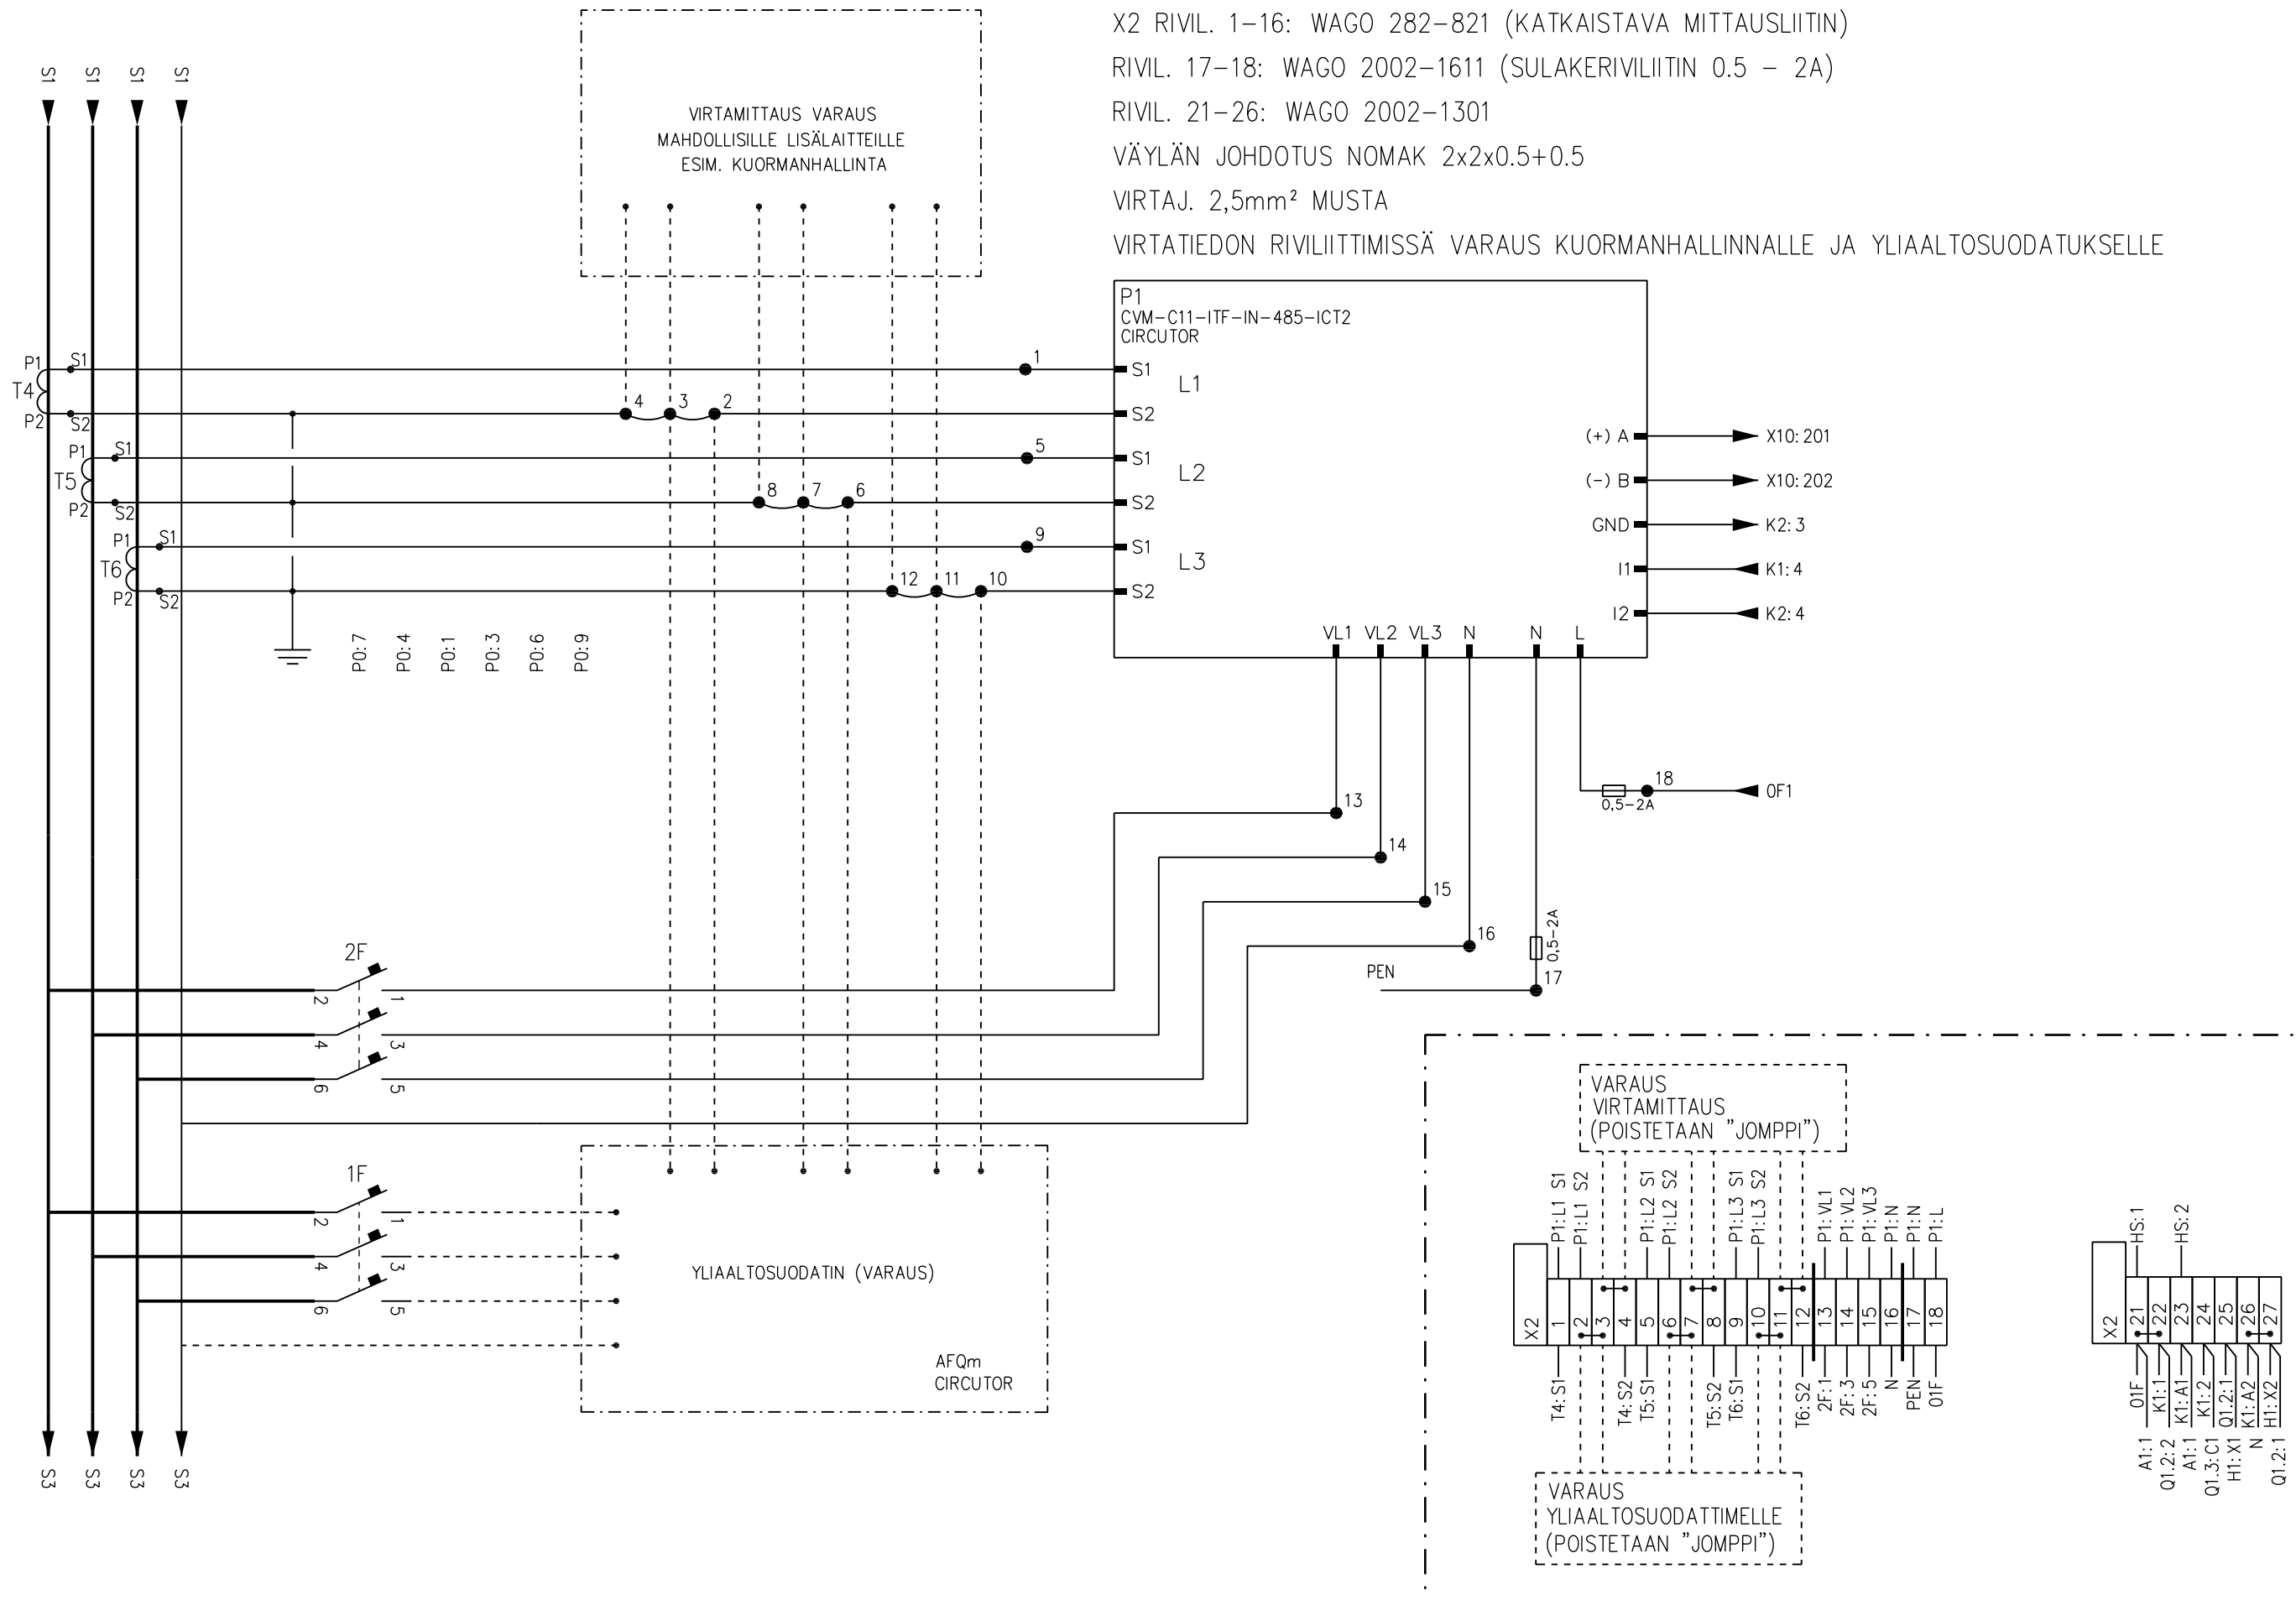 X2 RIVIL. 1-16: WAGO 282-821 (KATKAISTAVA MITTAUSLIITIN)
RIVIL. 17-18: WAGO 2002-1611 (SULAKERIVILIITIN 0.5 - 2A)
RIVIL. 21-26: WAGO 2002-1301
VÄYLÄN JOHDOTUS NOMAK 2x2x0.5+0.5
VIRTAJ. 2,5mm² MUSTA
VIRTATIEDON RIVILIITTIMISSÄ VARAUS KUORMANHALLINNALLE JA YLIAALTOSUODATUKSELLE
S1 S1 S1 S1
VIRTAMITTAUS VARAUS
MAHDOLLISILLE LISÄLAITTEILLE
ESIM. KUORMANHALLINTA
P1
CVM-C11-ITF-IN-485-ICT2
CIRCUTOR
P1 S1
T4
P2 S2
1
4 3 2
S1
L1
S2
P1 S1
T5
P2 S2
5
8 7 6
S1
L2
S2
P1 S1
T6
P2 S2
9
12 11 10
S1
L3
S2
(+) A X10:201
(-) B X10:202
GND K2:3
I1 K1:4
I2 K2:4
VL1 VL2 VL3 N N L
P0:7 P0:4 P0:1 P0:3 P0:6 P0:9
18
0,5-2A
0F1
13
14
15
16
0,5-2A
PEN
17
2F
2 1
4 3
6 5
1F
2 1
4 3
6 5
YLIAALTOSUODATIN (VARAUS)
AFQm
CIRCUTOR
S3 S3 S3 S3
VARAUS
VIRTAMITTAUS
(POISTETAAN "JOMPPI")
P1:L1 S1
P1:L1 S2
P1:L2 S1
P1:L2 S2
P1:L3 S1
P1:L3 S2
P1:VL1
P1:VL2
P1:VL3
P1:N
P1:N
P1:L
X2 1 2 3 4 5 6 7 8 9 10 11 12 13 14 15 16 17 18
T4:S1
T4:S2
T5:S1
T5:S2
T6:S1
T6:S2
2F:1
2F:3
2F:5
N
PEN
01F
VARAUS
YLIAALTOSUODATTIMELLE
(POISTETAAN "JOMPPI")
HS:1
HS:2
X2 21 22 23 24 25 26 27
01F
K1:1
K1:A1
K1:2
Q1.2:1
K1:A2
H1:X2
A1:1
Q1.2:2
A1:1
Q1.3:C1
H1:X1
N
Q1.2:1